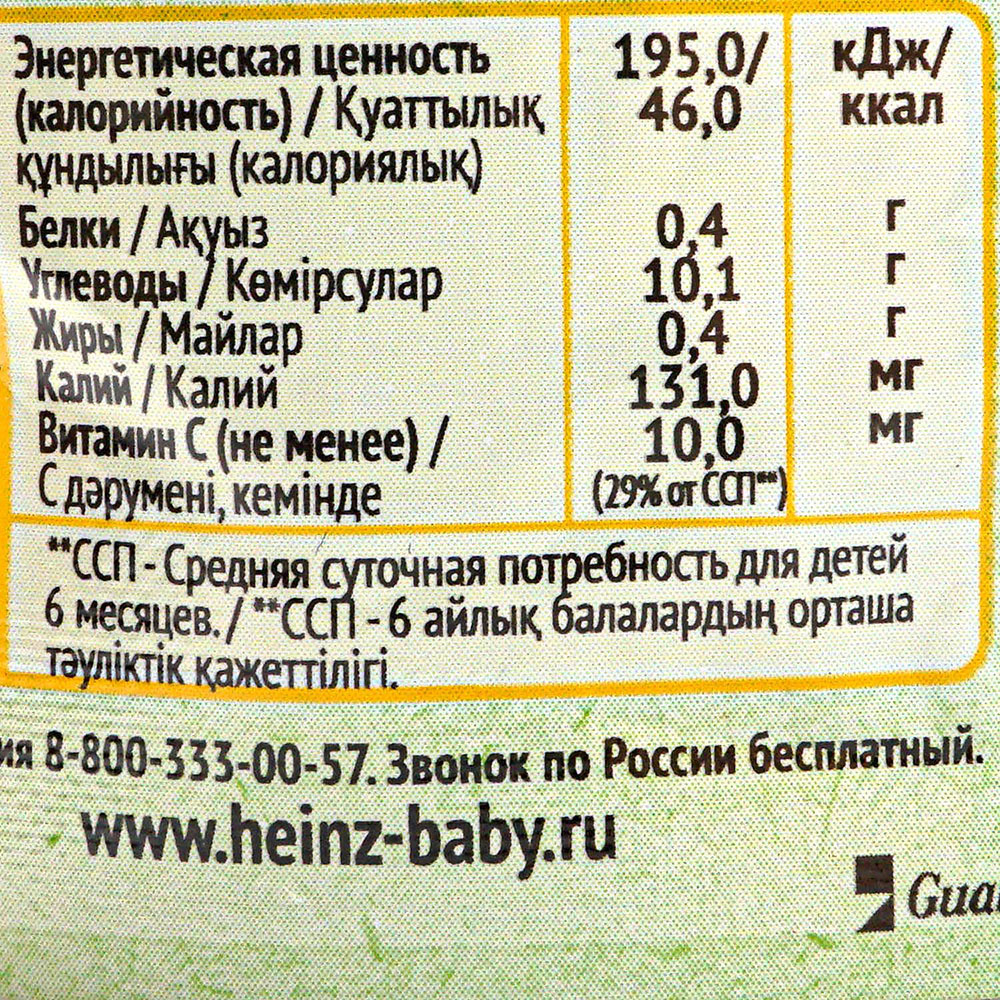 Энергетическая ценность 195,0/ кДж/
(калорийность) / Қуаттылық 46,0 ккал
құндылығы (калориялық)
Белки / Ақуыз 0,4 г
Углеводы / Көмірсулар 10,1 г
Жиры / Майлар 0,4 г
Калий / Калий 131,0 мг
Витамин С (не менее) / 10,0 мг
С дәрумені, кемінде (29% от ССП**)
**ССП - Средняя суточная потребность для детей
6 месяцев. / **ССП - 6 айлық балалардың орташа
тәуліктік қажеттілігі.
8-800-333-00-57. Звонок по России бесплатный.
www.heinz-baby.ru